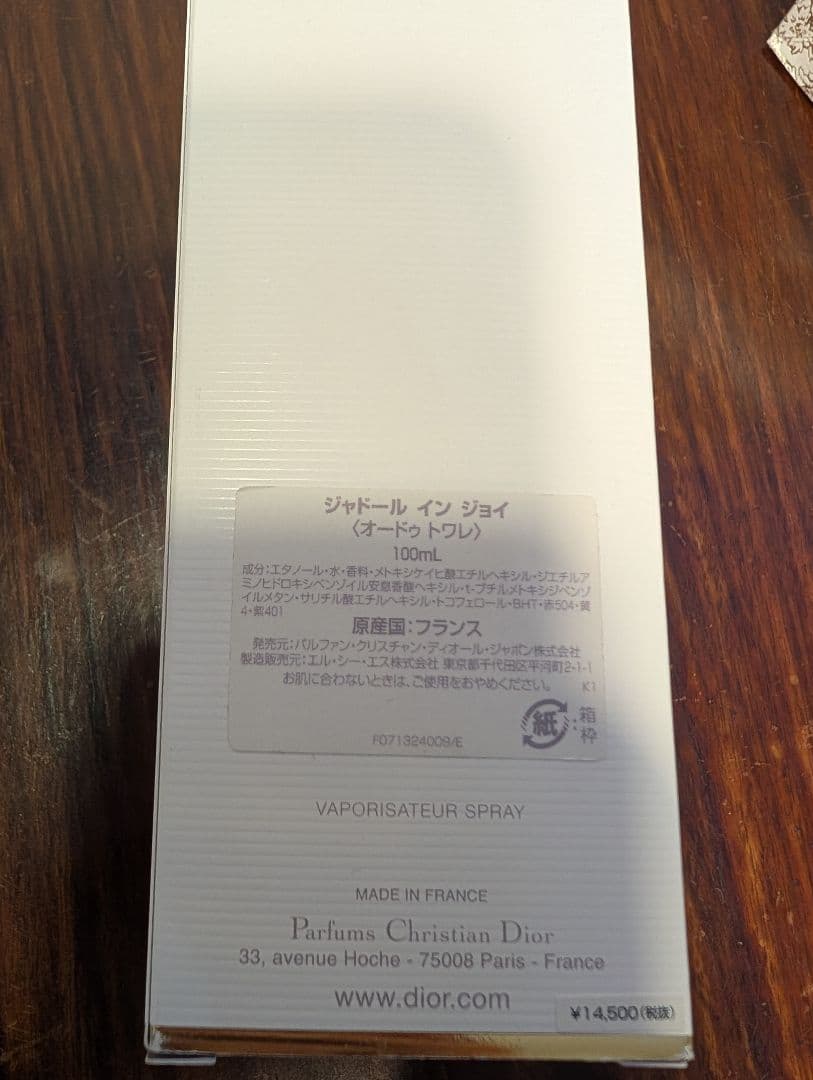 ジャドール イン ジョイ
〈オードゥ トワレ〉
100mL
成分:エタノール・水・香料・メトキシケイヒ酸エチルヘキシル・ジエチルア
ミノヒドロキシベンゾイル安息香酸ヘキシル・t-ブチルメトキシジベンゾ
イルメタン・サリチル酸エチルヘキシル・トコフェロール・BHT・赤504・黄
4・紫401
原産国:フランス
発売元:パルファン・クリスチャン・ディオール・ジャポン株式会社
製造販売元:エル・シー・エス株式会社 東京都千代田区平河町2-1-1
お肌に合わないときは、ご使用をおやめください。 K1
紙:箱
枠
F071324009/E
VAPORISATEUR SPRAY
MADE IN FRANCE
Parfums Christian Dior
33, avenue Hoche - 75008 Paris - France
www.dior.com
¥14,500(税抜)